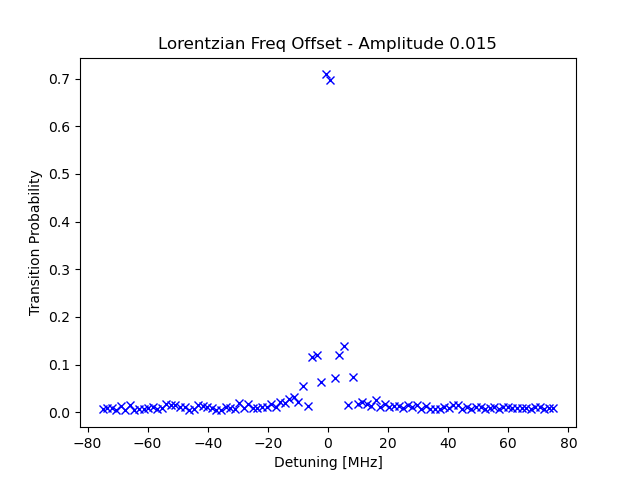 Lorentzian Freq Offset - Amplitude 0.015
Transition Probability
0.7
0.6
0.5
0.4
0.3
0.2
0.1
0.0
−80 −60 −40 −20 0 20 40 60 80
Detuning [MHz]